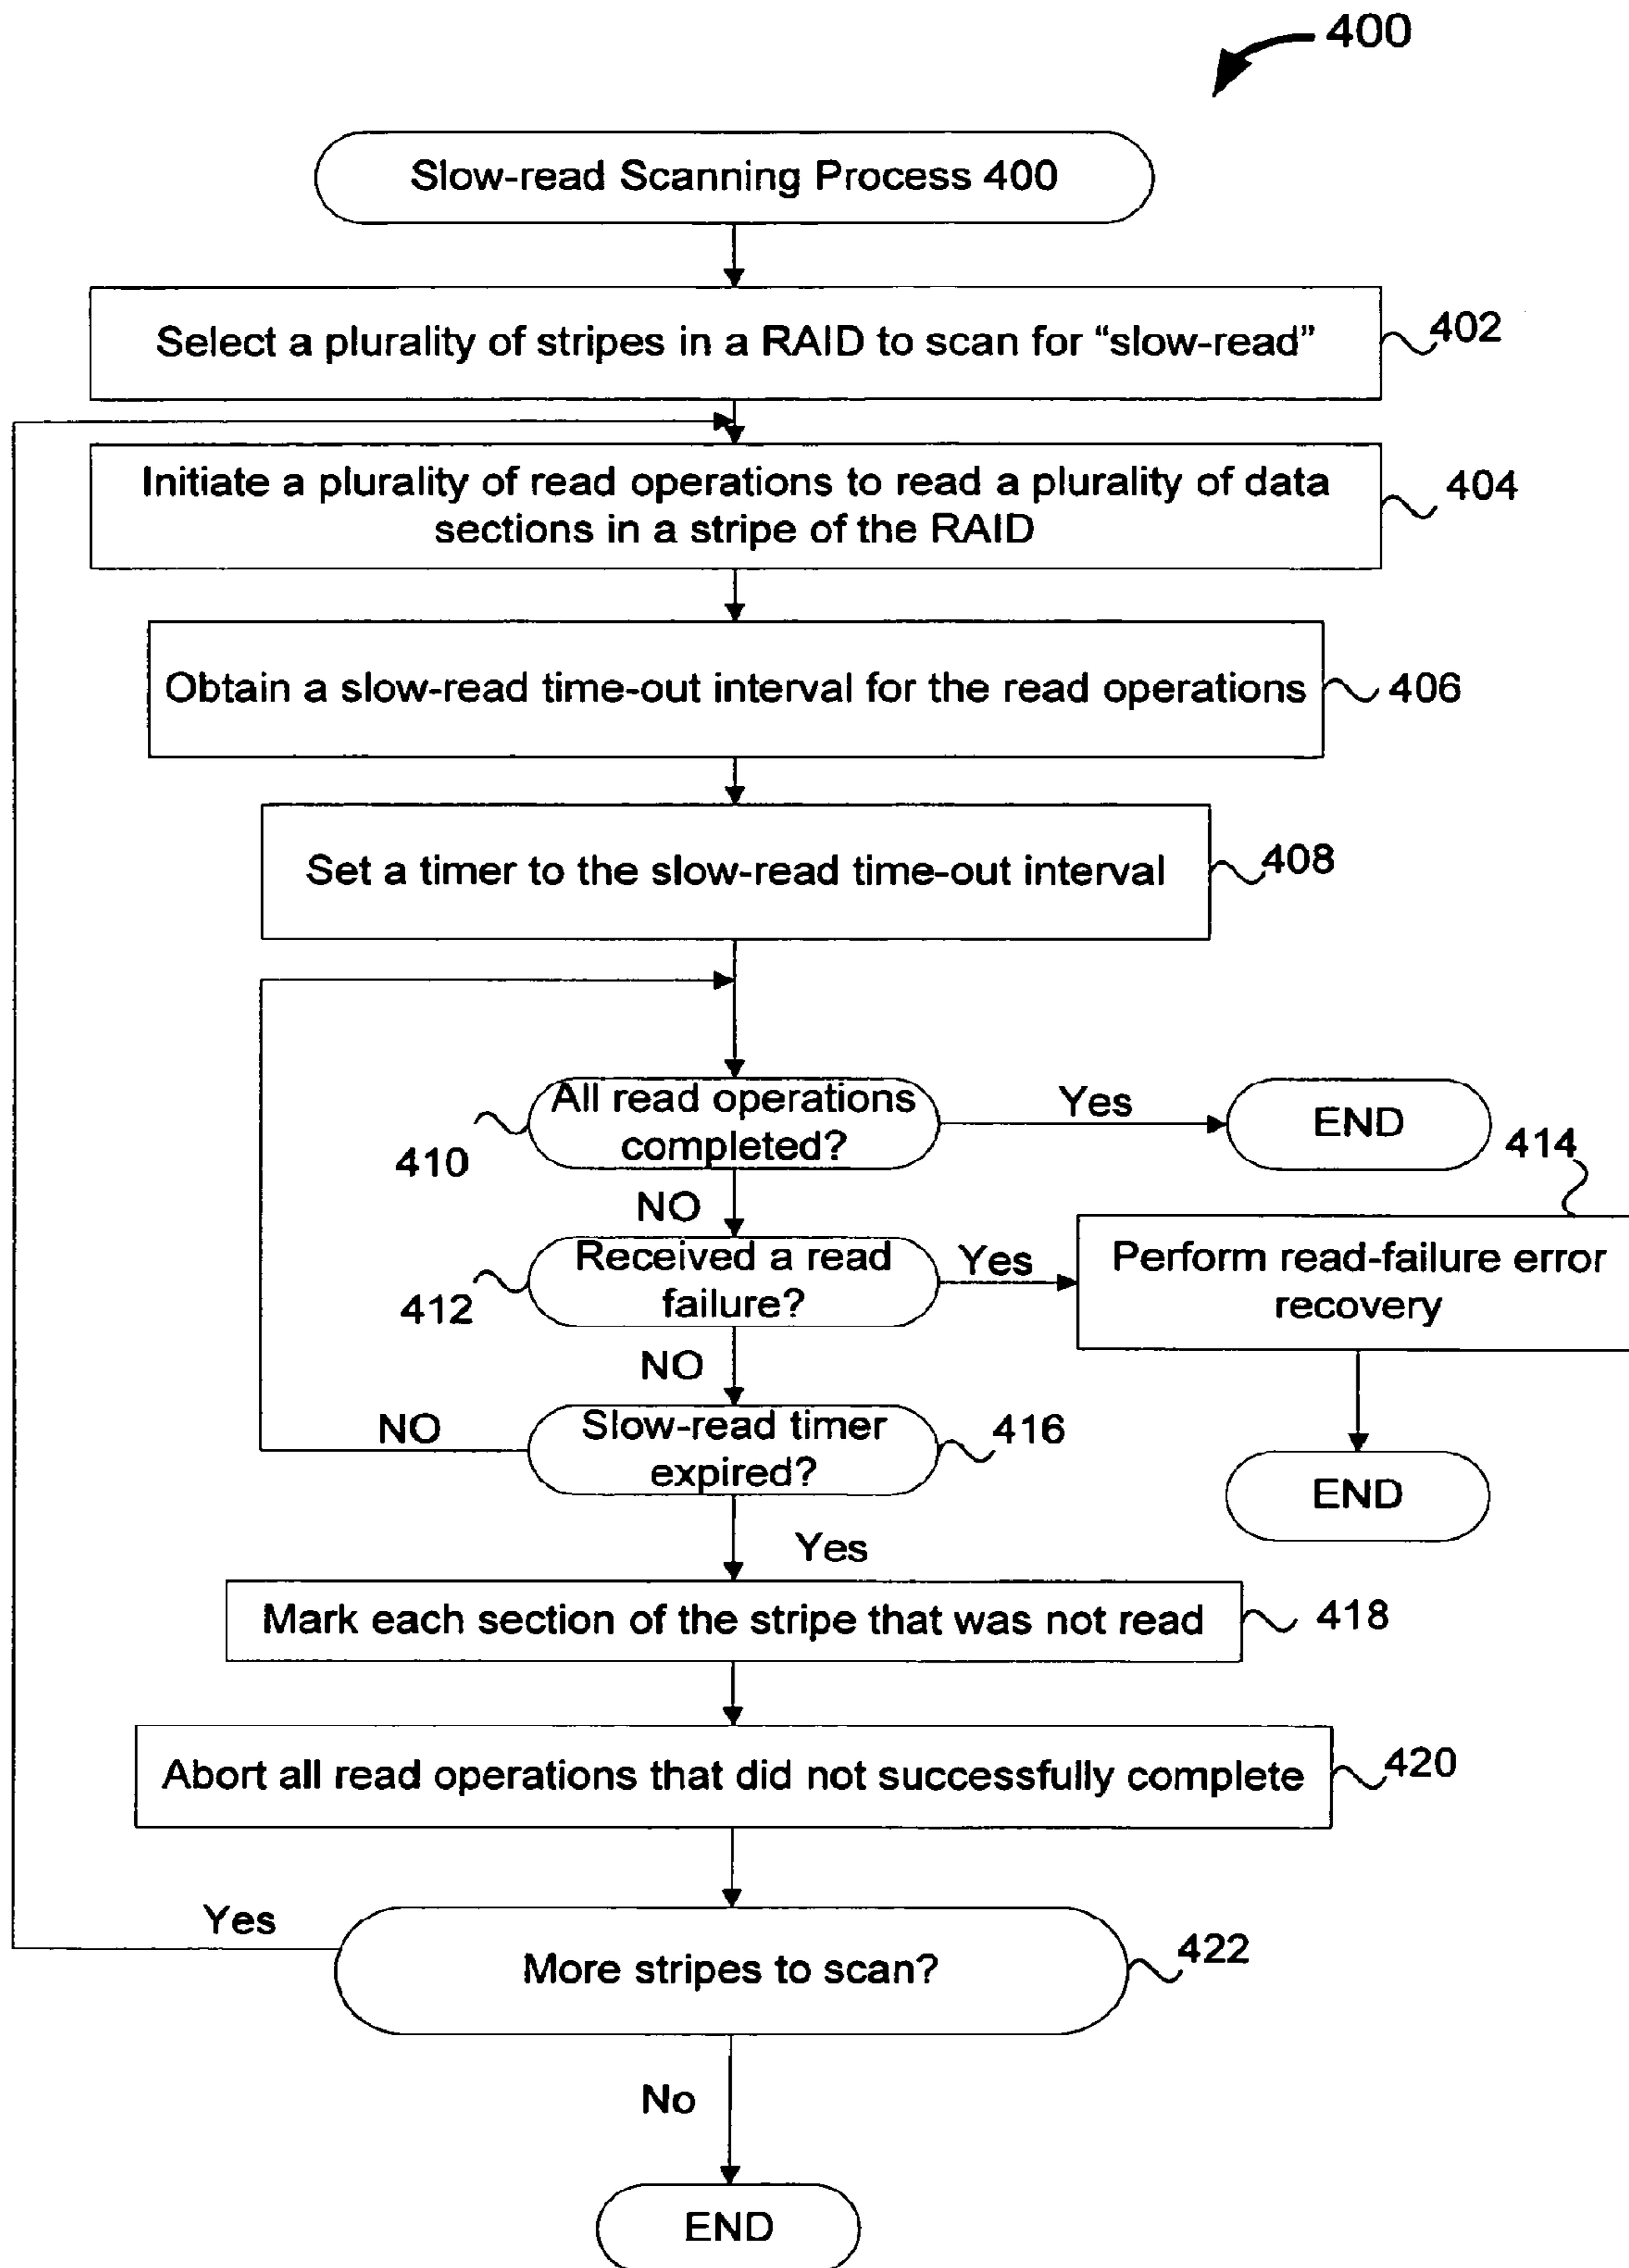 400
Slow-read Scanning Process 400
Select a plurality of stripes in a RAID to scan for “slow-read”
402
Initiate a plurality of read operations to read a plurality of data
sections in a stripe of the RAID
404
Obtain a slow-read time-out interval for the read operations
406
Set a timer to the slow-read time-out interval
408
All read operations
completed?
410
Yes
END
NO
Received a read
failure?
412
Yes
414
Perform read-failure error
recovery
END
NO
Slow-read timer
expired?
416
NO
Yes
Mark each section of the stripe that was not read
418
Abort all read operations that did not successfully complete
420
More stripes to scan?
422
Yes
No
END